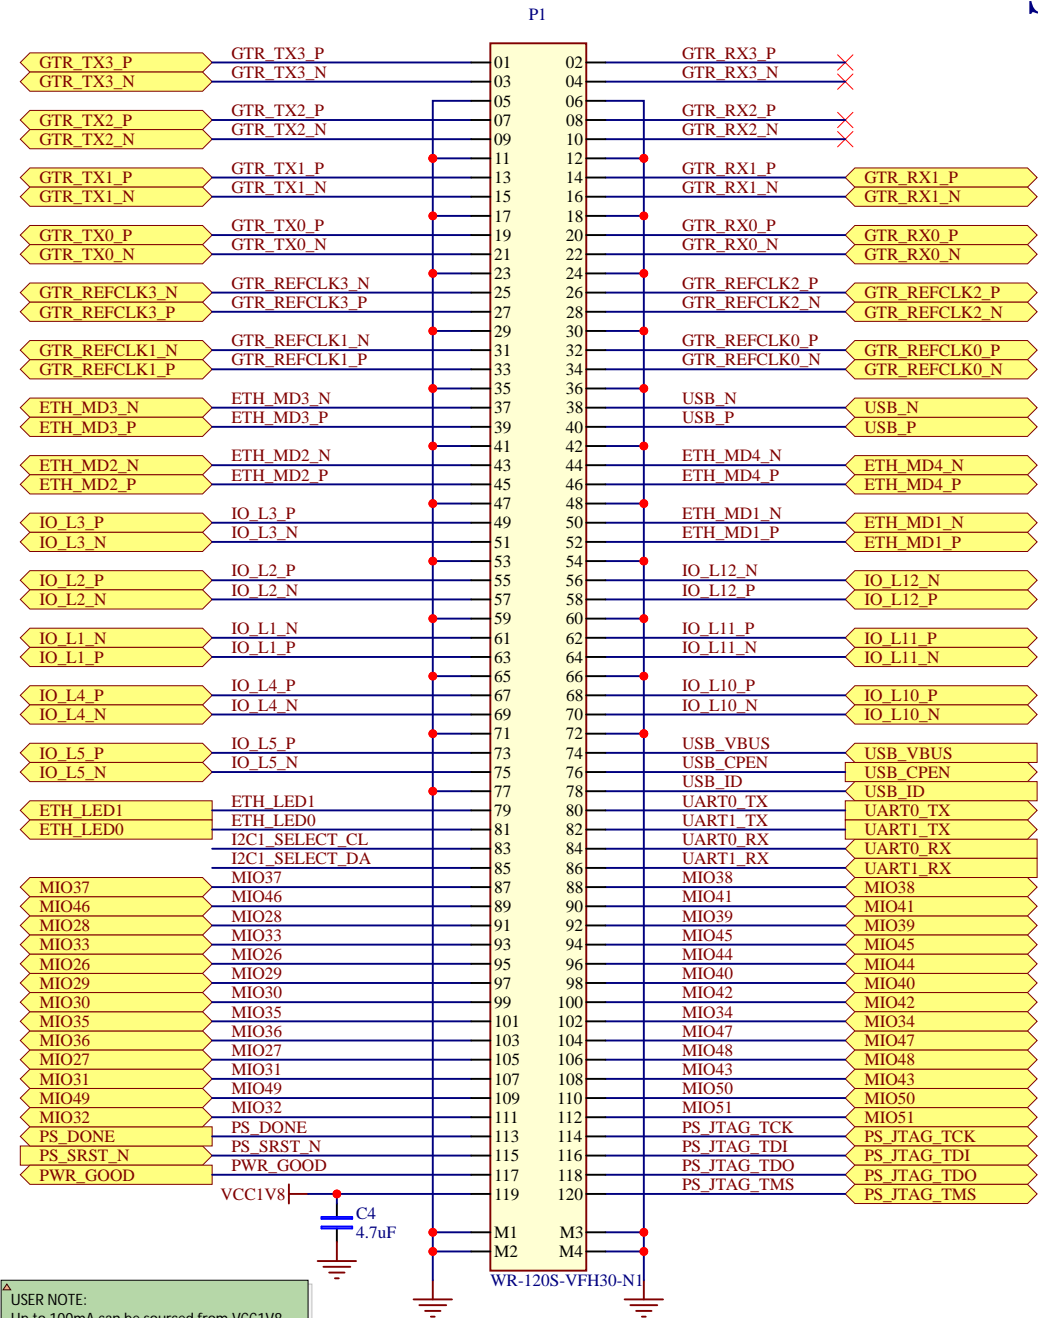 P1
GTR_TX3_P GTR_TX3_P 01 02 GTR_RX3_P
GTR_TX3_N GTR_TX3_N 03 04 GTR_RX3_N
05 06
GTR_TX2_P GTR_TX2_P 07 08 GTR_RX2_P
GTR_TX2_N GTR_TX2_N 09 10 GTR_RX2_N
11 12
GTR_TX1_P GTR_TX1_P 13 14 GTR_RX1_P GTR_RX1_P
GTR_TX1_N GTR_TX1_N 15 16 GTR_RX1_N GTR_RX1_N
17 18
GTR_TX0_P GTR_TX0_P 19 20 GTR_RX0_P GTR_RX0_P
GTR_TX0_N GTR_TX0_N 21 22 GTR_RX0_N GTR_RX0_N
23 24
GTR_REFCLK3_N GTR_REFCLK3_N 25 26 GTR_REFCLK2_P GTR_REFCLK2_P
GTR_REFCLK3_P GTR_REFCLK3_P 27 28 GTR_REFCLK2_N GTR_REFCLK2_N
29 30
GTR_REFCLK1_N GTR_REFCLK1_N 31 32 GTR_REFCLK0_P GTR_REFCLK0_P
GTR_REFCLK1_P GTR_REFCLK1_P 33 34 GTR_REFCLK0_N GTR_REFCLK0_N
35 36
ETH_MD3_N ETH_MD3_N 37 38 USB_N USB_N
ETH_MD3_P ETH_MD3_P 39 40 USB_P USB_P
41 42
ETH_MD2_N ETH_MD2_N 43 44 ETH_MD4_N ETH_MD4_N
ETH_MD2_P ETH_MD2_P 45 46 ETH_MD4_P ETH_MD4_P
47 48
IO_L3_P IO_L3_P 49 50 ETH_MD1_N ETH_MD1_N
IO_L3_N IO_L3_N 51 52 ETH_MD1_P ETH_MD1_P
53 54
IO_L2_P IO_L2_P 55 56 IO_L12_N IO_L12_N
IO_L2_N IO_L2_N 57 58 IO_L12_P IO_L12_P
59 60
IO_L1_N IO_L1_N 61 62 IO_L11_P IO_L11_P
IO_L1_P IO_L1_P 63 64 IO_L11_N IO_L11_N
65 66
IO_L4_P IO_L4_P 67 68 IO_L10_P IO_L10_P
IO_L4_N IO_L4_N 69 70 IO_L10_N IO_L10_N
71 72
IO_L5_P IO_L5_P 73 74 USB_VBUS USB_VBUS
IO_L5_N IO_L5_N 75 76 USB_CPEN USB_CPEN
77 78 USB_ID USB_ID
ETH_LED1 ETH_LED1 79 80 UART0_TX UART0_TX
ETH_LED0 ETH_LED0 81 82 UART1_TX UART1_TX
I2C1_SELECT_CL 83 84 UART0_RX UART0_RX
I2C1_SELECT_DA 85 86 UART1_RX UART1_RX
MIO37 MIO37 87 88 MIO38 MIO38
MIO46 MIO46 89 90 MIO41 MIO41
MIO28 MIO28 91 92 MIO39 MIO39
MIO33 MIO33 93 94 MIO45 MIO45
MIO26 MIO26 95 96 MIO44 MIO44
MIO29 MIO29 97 98 MIO40 MIO40
MIO30 MIO30 99 100 MIO42 MIO42
MIO35 MIO35 101 102 MIO34 MIO34
MIO36 MIO36 103 104 MIO47 MIO47
MIO27 MIO27 105 106 MIO48 MIO48
MIO31 MIO31 107 108 MIO43 MIO43
MIO49 MIO49 109 110 MIO50 MIO50
MIO32 MIO32 111 112 MIO51 MIO51
PS_DONE PS_DONE 113 114 PS_JTAG_TCK PS_JTAG_TCK
PS_SRST_N PS_SRST_N 115 116 PS_JTAG_TDI PS_JTAG_TDI
PWR_GOOD PWR_GOOD 117 118 PS_JTAG_TDO PS_JTAG_TDO
VCC1V8 119 120 PS_JTAG_TMS PS_JTAG_TMS
C4
4.7uF
M1 M3
M2 M4
WR-120S-VFH30-N1
USER NOTE:
Up to 100mA can be sourced from VCC1V8